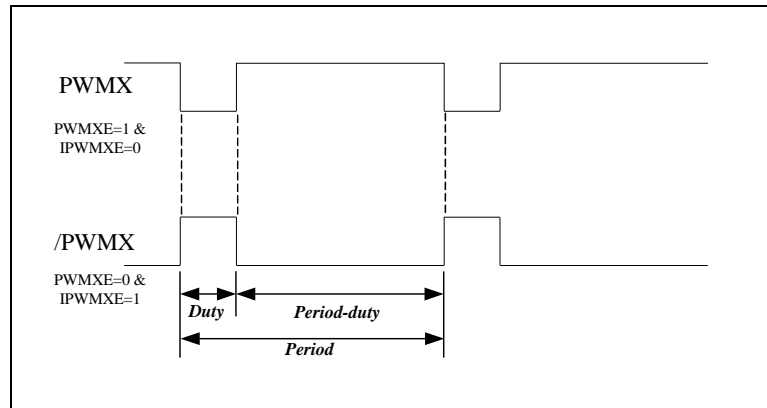 PWMX
PWMXE=1 &
IPWMXE=0
/PWMX
PWMXE=0 &
IPWMXE=1
Duty
Period-duty
Period